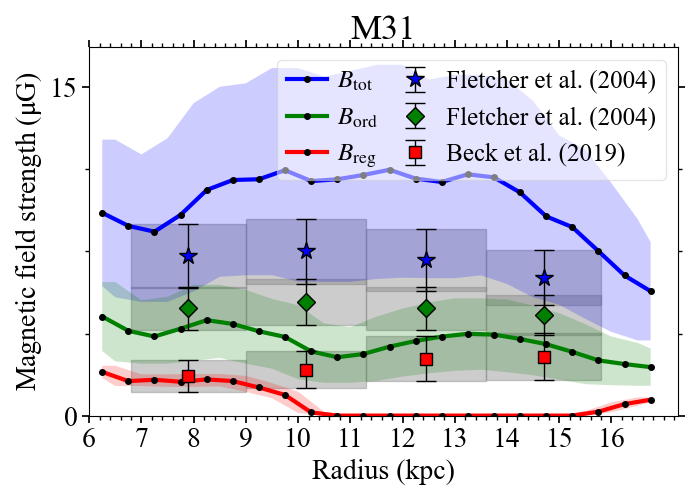 M31
Magnetic field strength (μG)
15
0
B_tot Fletcher et al. (2004)
B_ord Fletcher et al. (2004)
B_reg Beck et al. (2019)
6 7 8 9 10 11 12 13 14 15 16
Radius (kpc)